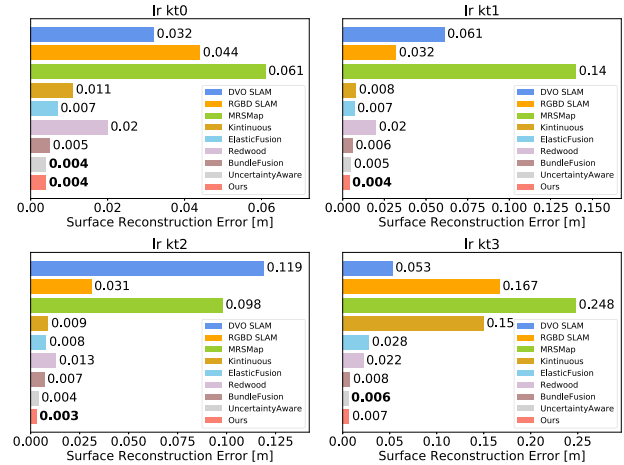 lr kt0
0.032
0.044
0.061
0.011
0.007
0.02
0.005
0.004
0.004
DVO SLAM
RGBD SLAM
MRSMap
Kintinuous
ElasticFusion
Redwood
BundleFusion
UncertaintyAware
Ours
0.00 0.02 0.04 0.06
Surface Reconstruction Error [m]
lr kt1
0.061
0.032
0.14
0.008
0.007
0.02
0.006
0.005
0.004
DVO SLAM
RGBD SLAM
MRSMap
Kintinuous
ElasticFusion
Redwood
BundleFusion
UncertaintyAware
Ours
0.000 0.025 0.050 0.075 0.100 0.125 0.150
Surface Reconstruction Error [m]
lr kt2
0.119
0.031
0.098
0.009
0.008
0.013
0.007
0.004
0.003
DVO SLAM
RGBD SLAM
MRSMap
Kintinuous
ElasticFusion
Redwood
BundleFusion
UncertaintyAware
Ours
0.000 0.025 0.050 0.075 0.100 0.125
Surface Reconstruction Error [m]
lr kt3
0.053
0.167
0.248
0.15
0.028
0.022
0.008
0.006
0.007
DVO SLAM
RGBD SLAM
MRSMap
Kintinuous
ElasticFusion
Redwood
BundleFusion
UncertaintyAware
Ours
0.00 0.05 0.10 0.15 0.20 0.25
Surface Reconstruction Error [m]